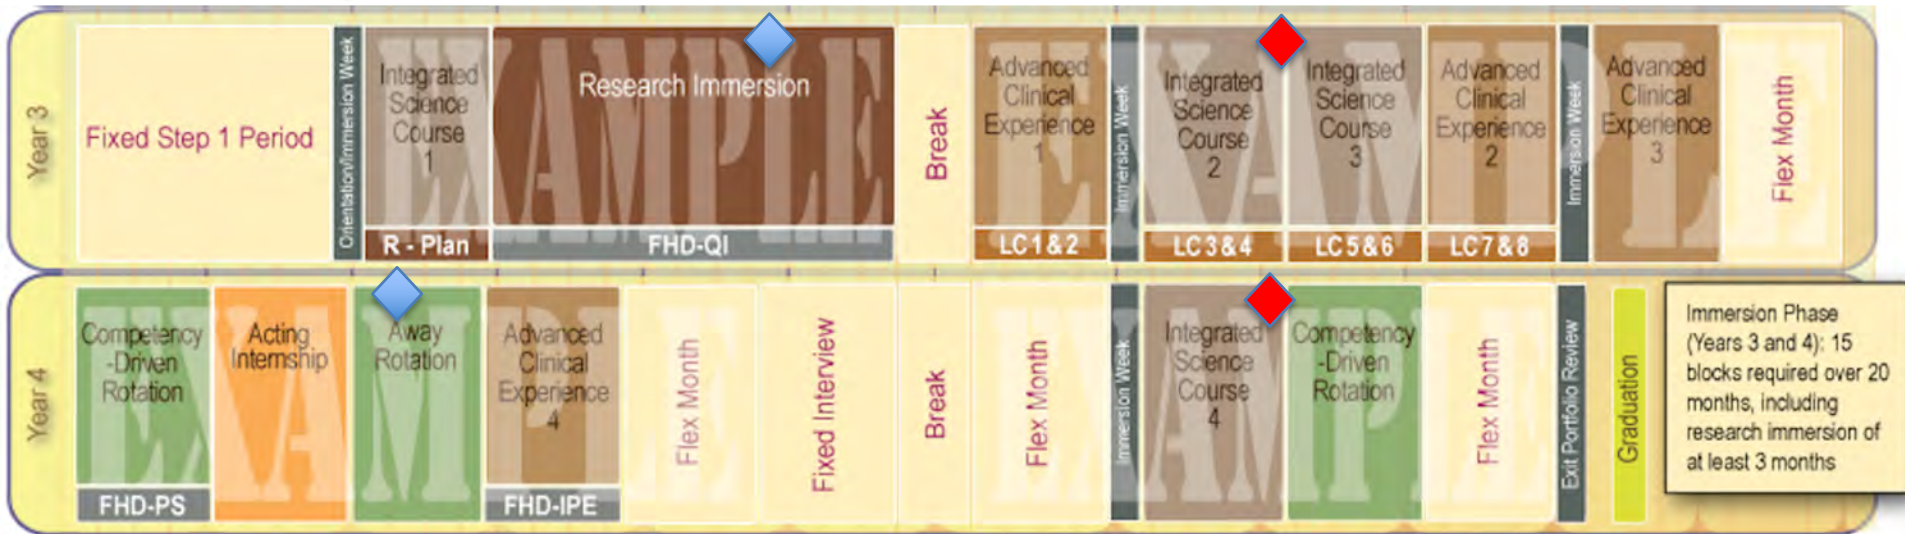 Year 3
Fixed Step 1 Period
Orientation/Immersion Week
Integrated
Science
Course
1
R - Plan
Research Immersion
FHD-QI
Break
Advanced
Clinical
Experience
1
LC 1 & 2
Immersion Week
Integrated
Science
Course
2
LC 3 & 4
Integrated
Science
Course
3
LC 5 & 6
Advanced
Clinical
Experience
2
LC 7 & 8
Immersion Week
Advanced
Clinical
Experience
3
Flex Month
EXAMPLE
EXAMPLE
Year 4
Competency
-Driven
Rotation
FHD-PS
Acting
Internship
Away
Rotation
Advanced
Clinical
Experience
4
FHD-IPE
Flex Month
Fixed Interview
Break
Flex Month
Immersion Week
Integrated
Science
Course
4
Competency
-Driven
Rotation
Flex Month
Exit Portfolio Review
Graduation
EXAMPLE
EXAMPLE
Immersion Phase
(Years 3 and 4): 15
blocks required over 20
months, including
research immersion of
at least 3 months